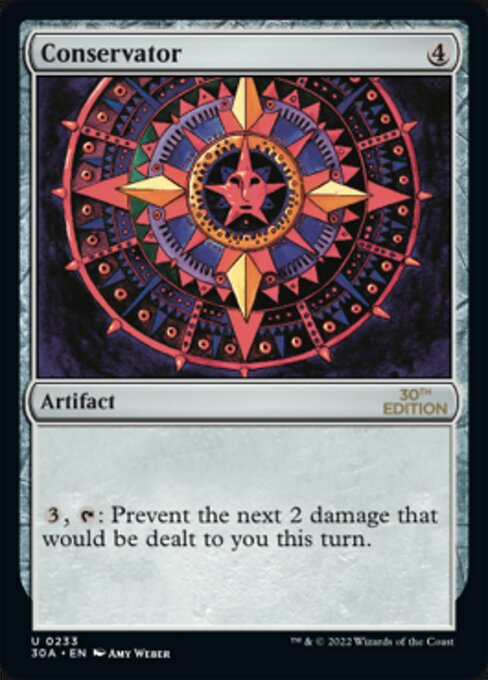 Conservator 4
Artifact
30TH EDITION
3, T: Prevent the next 2 damage that
would be dealt to you this turn.
U 0233
30A • EN Amy Weber
™ & © 2022 Wizards of the Coast